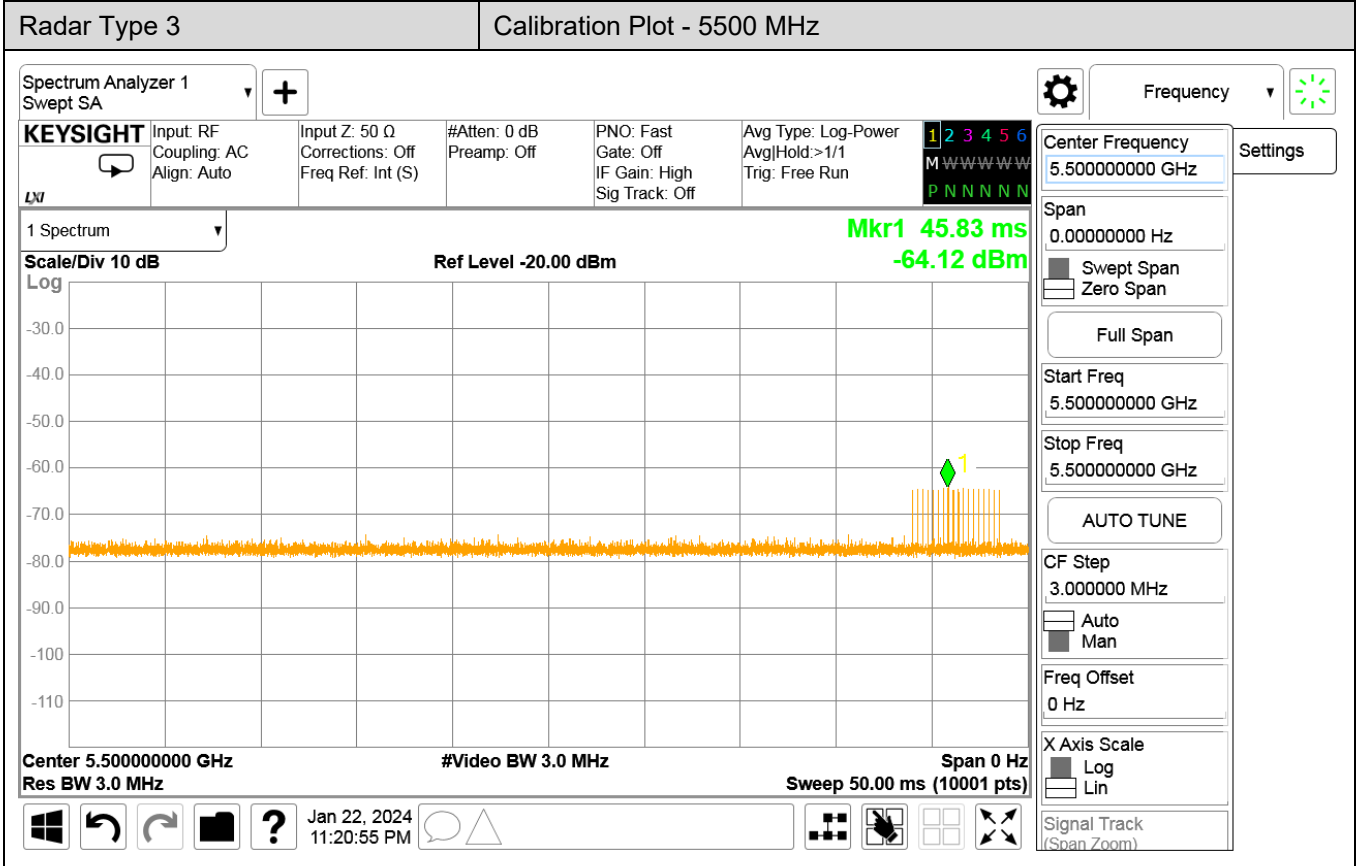 Radar Type 3
Calibration Plot - 5500 MHz
Spectrum Analyzer 1
Swept SA
Frequency
KEYSIGHT
LXI
Input: RF
Coupling: AC
Align: Auto
Input Z: 50 Ω
Corrections: Off
Freq Ref: Int (S)
#Atten: 0 dB
Preamp: Off
PNO: Fast
Gate: Off
IF Gain: High
Sig Track: Off
Avg Type: Log-Power
Avg|Hold:>1/1
Trig: Free Run
1 2 3 4 5 6
M W W W W W
P N N N N N
Settings
1 Spectrum
Mkr1 45.83 ms
-64.12 dBm
Scale/Div 10 dB
Ref Level -20.00 dBm
Log
-30.0
-40.0
-50.0
-60.0
-70.0
-80.0
-90.0
-100
-110
1
Center 5.500000000 GHz
#Video BW 3.0 MHz
Span 0 Hz
Res BW 3.0 MHz
Sweep 50.00 ms (10001 pts)
Center Frequency
5.500000000 GHz
Span
0.00000000 Hz
Swept Span
Zero Span
Full Span
Start Freq
5.500000000 GHz
Stop Freq
5.500000000 GHz
AUTO TUNE
CF Step
3.000000 MHz
Auto
Man
Freq Offset
0 Hz
X Axis Scale
Log
Lin
Signal Track
(Span Zoom)
?
Jan 22, 2024
11:20:55 PM